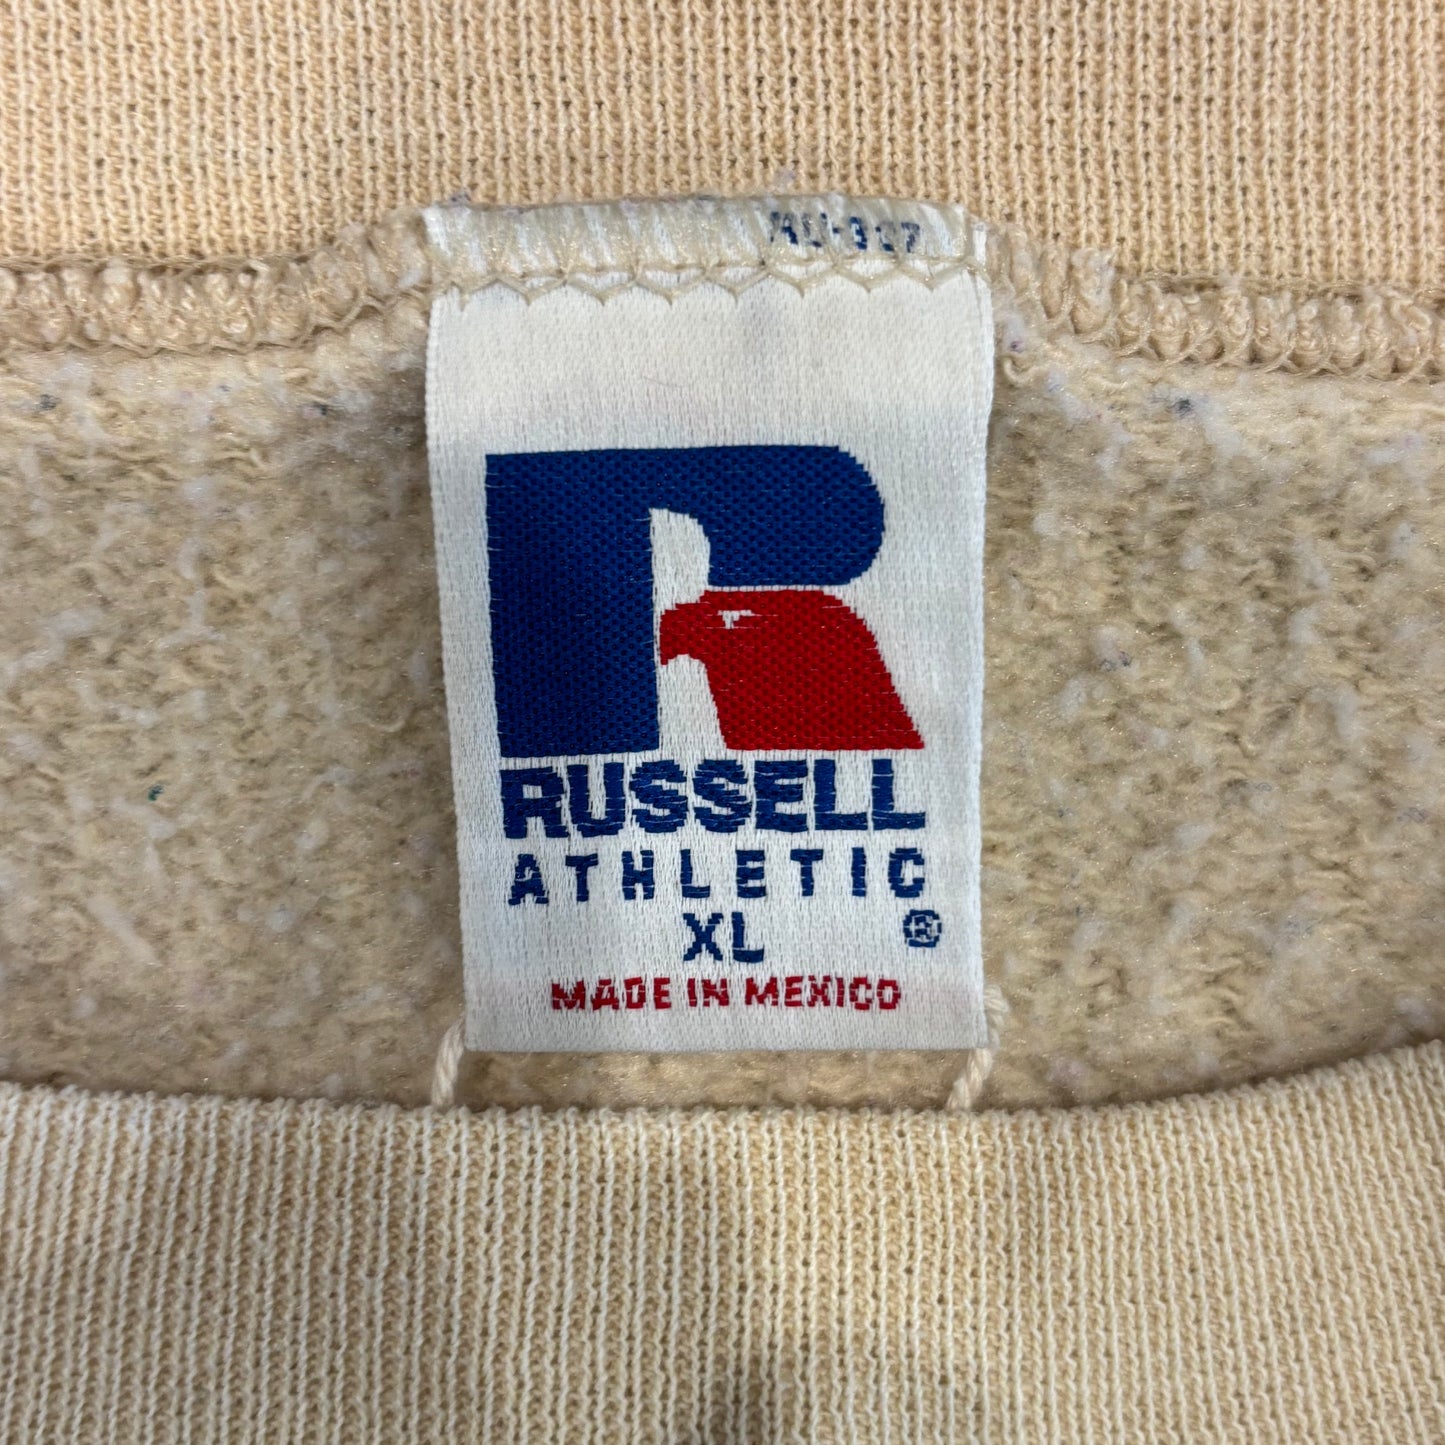 RUSSELL
ATHLETIC
XL ®
MADE IN MEXICO